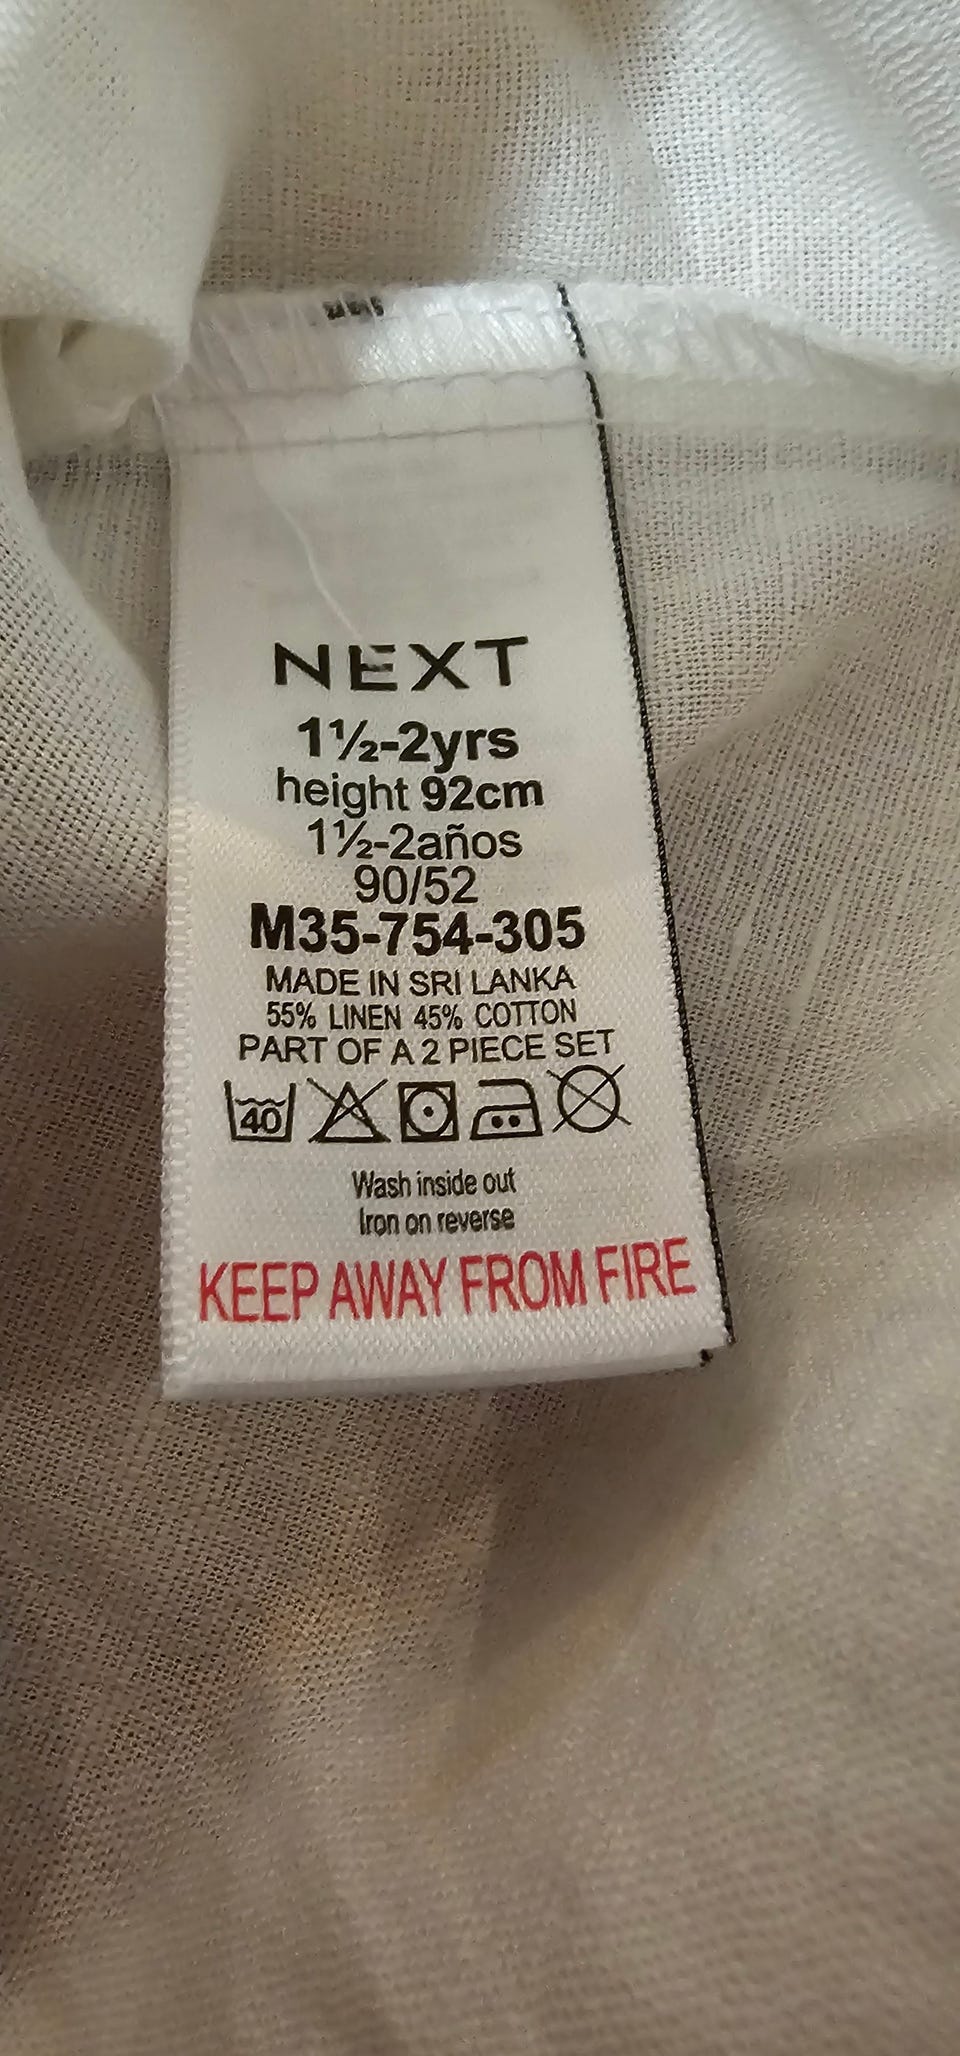 NEXT
1½-2yrs
height 92cm
1½-2años
90/52
M35-754-305
MADE IN SRI LANKA
55% LINEN 45% COTTON
PART OF A 2 PIECE SET
40
Wash inside out
Iron on reverse
KEEP AWAY FROM FIRE